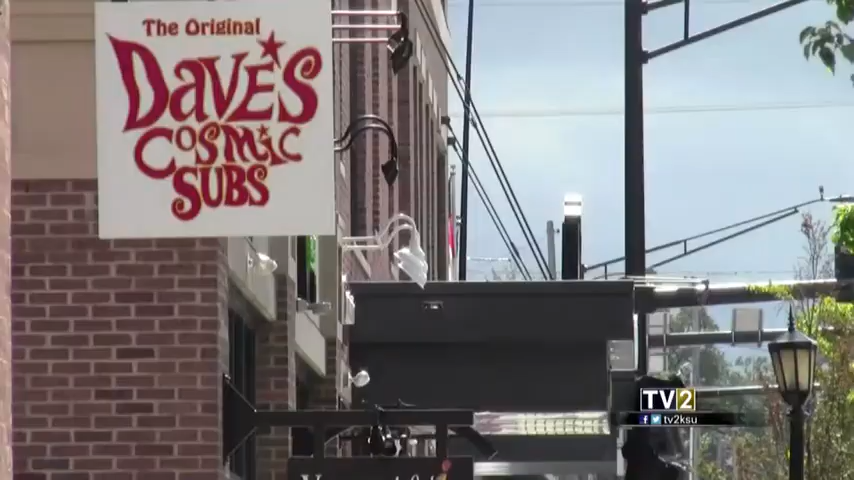 The Original
DAVE'S
COSMIC
SUBS
TV2
tv2ksu